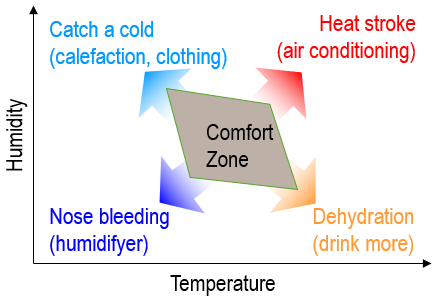 Catch a cold
(calefaction, clothing)
Heat stroke
(air conditioning)
Humidity
Comfort
Zone
Nose bleeding
(humidifyer)
Dehydration
(drink more)
Temperature